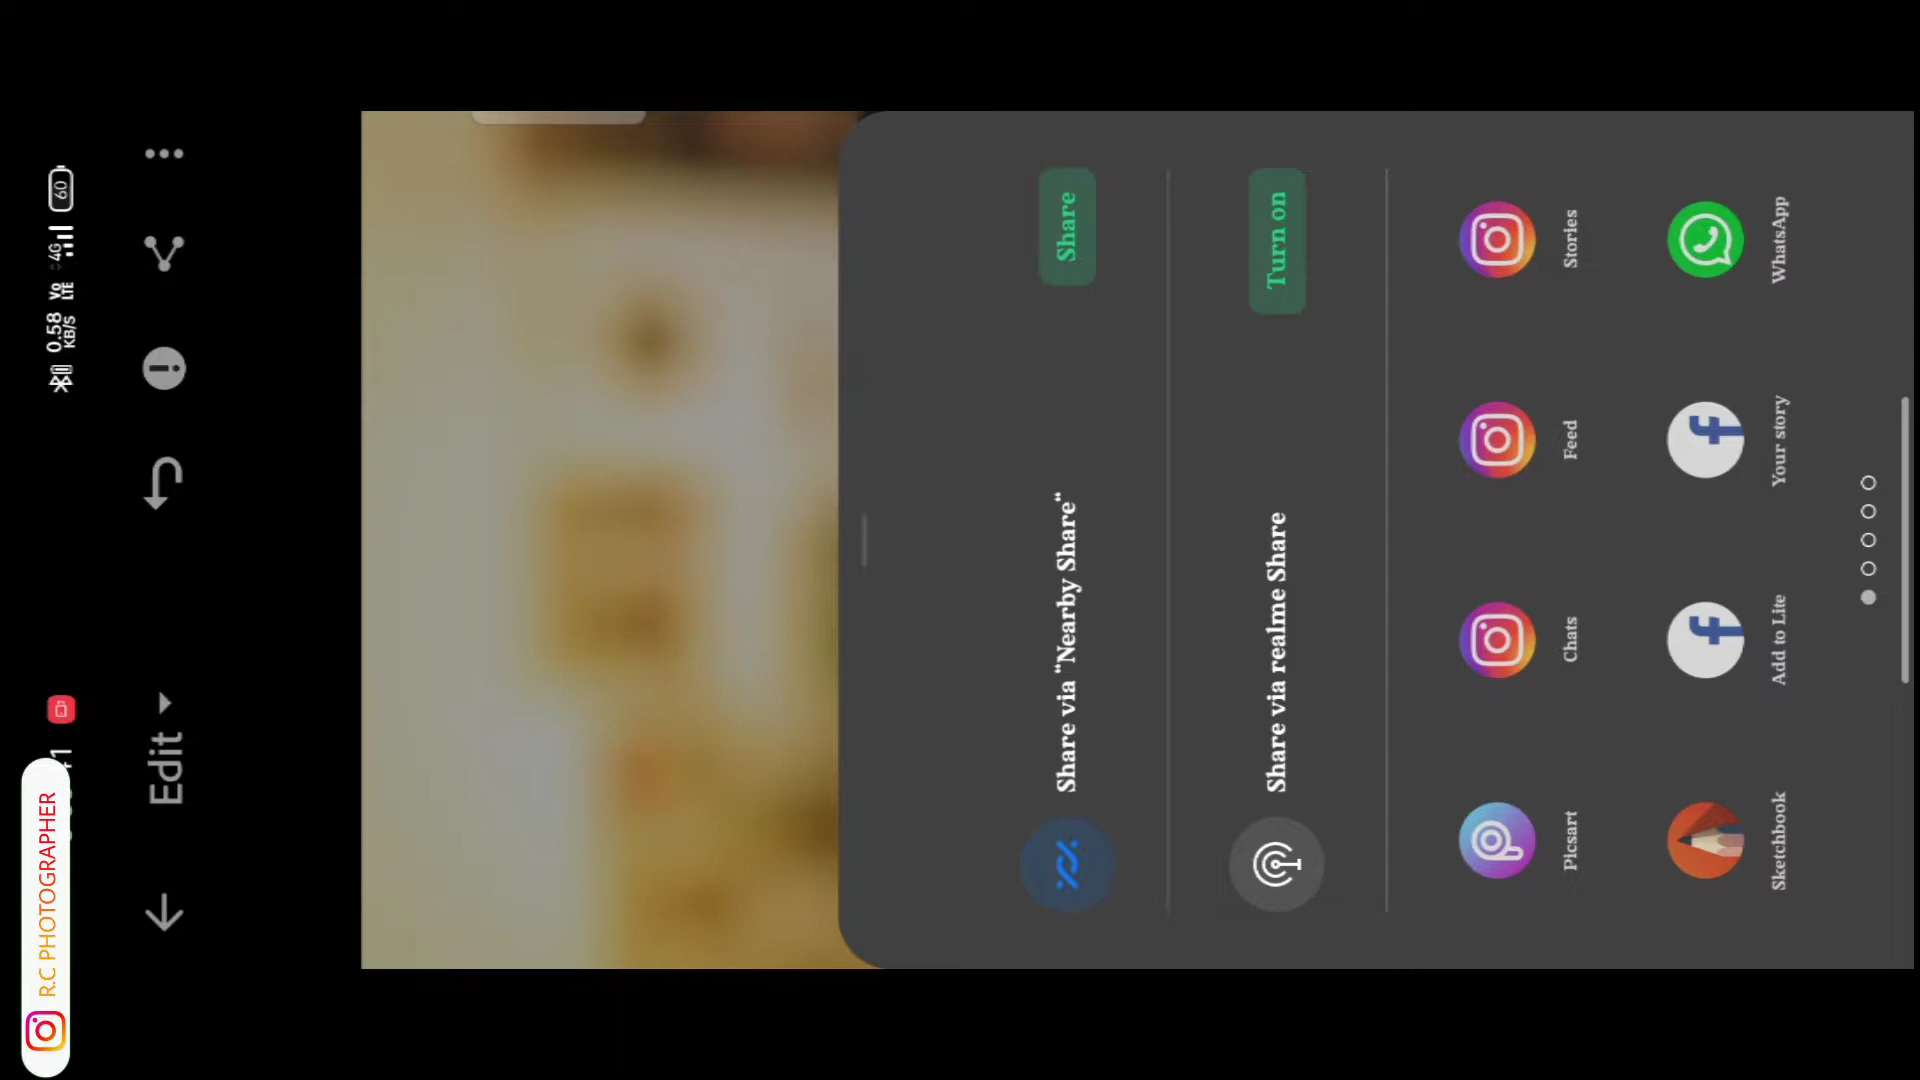 0.58 KB/S
Vo LTE
4G
60
R.C PHOTOGRAPHER
Edit
Share via "Nearby Share"
Share
Share via realme Share
Turn on
Picsart
Chats
Feed
Stories
Sketchbook
Add to Lite
Your story
WhatsApp